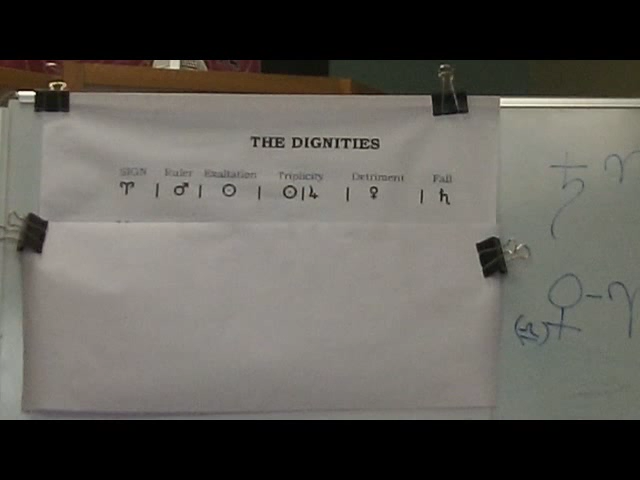 THE DIGNITIES
SIGN Ruler Exaltation Triplicity Detriment Fall
♈ | ♂ | ☉ | ☉|♃ | ♀ | ♄
♄ ♈
♀-♈